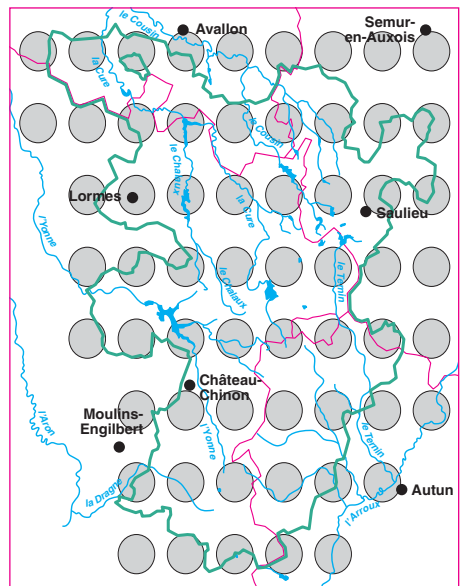 le Cousin
Avallon
Semur-
en-Auxois
la Cure
le Cousin
le Chalaux
Lormes
la Cure
Saulieu
l'Yonne
le Chalaux
le Ternin
Château-
Chinon
Moulins-
Engilbert
l'Aron
l'Yonne
le Ternin
la Dragne
Autun
l'Arroux